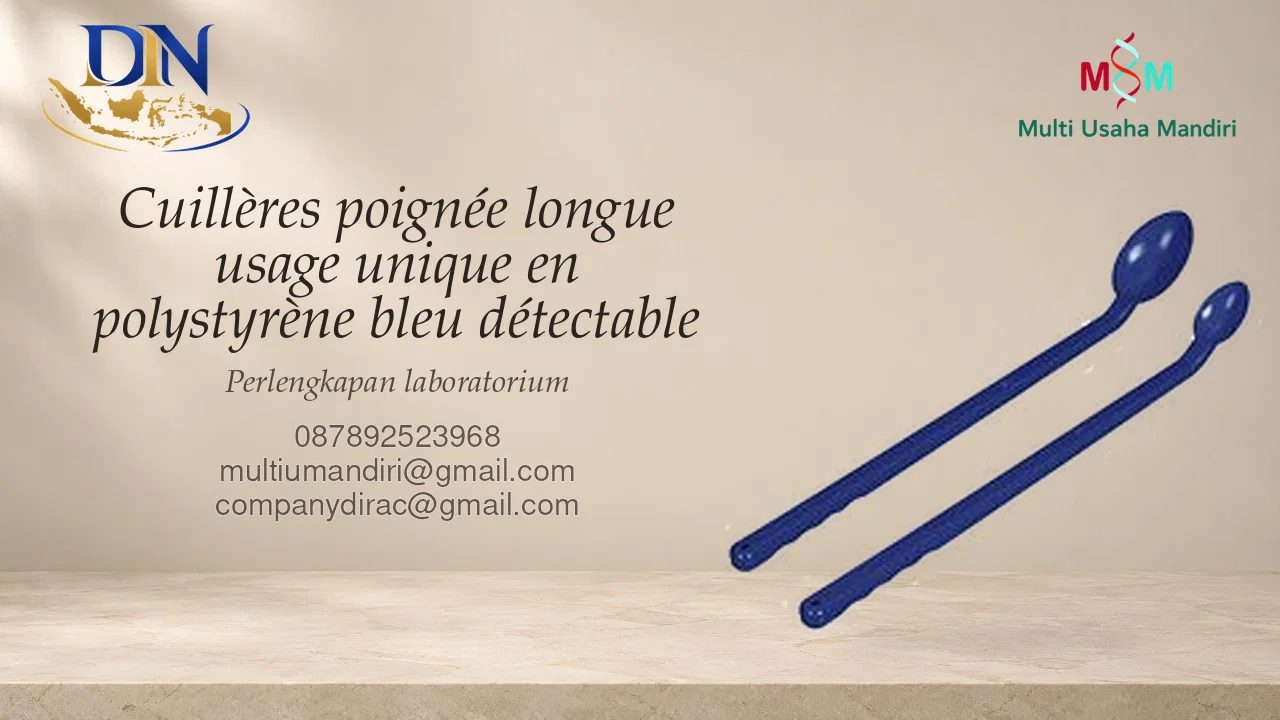 DIN
M M
Multi Usaha Mandiri
Cuillères poignée longue
usage unique en
polystyrène bleu détectable
Perlengkapan laboratorium
087892523968
multiumandiri@gmail.com
companydirac@gmail.com